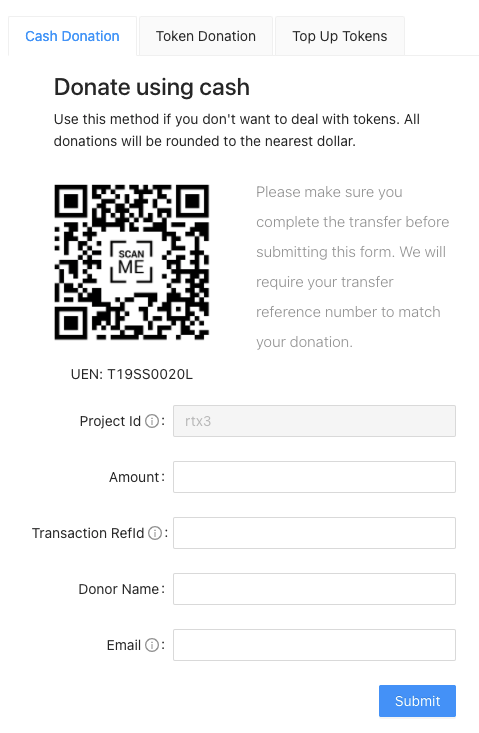 Cash Donation
Token Donation
Top Up Tokens
Donate using cash
Use this method if you don't want to deal with tokens. All
donations will be rounded to the nearest dollar.
SCAN
ME
Please make sure you
complete the transfer before
submitting this form. We will
require your transfer
reference number to match
your donation.
UEN: T19SS0020L
Project Id :
rtx3
Amount:
Transaction RefId :
Donor Name:
Email :
Submit